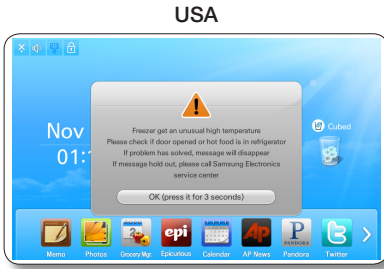 USA
Nov
01:
Freezer get an unusual high temperature
Please check if door opened or hot food is in refrigerator
If problem has solved, message will disappear
If message hold out, please call Samsung Electronics
service center
OK (press it for 3 seconds)
Cubed
epi
AP
P
PANDORA
Memo Photos Grocery Mgr. Epicurious Calendar AP News Pandora Twitter